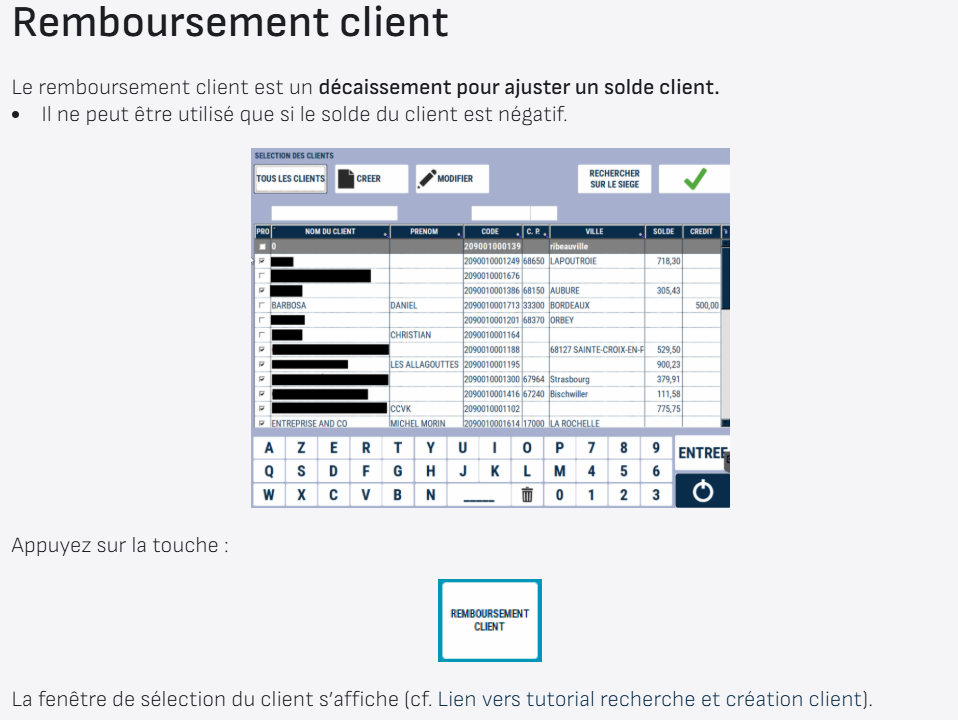 Remboursement client
Le remboursement client est un décaissement pour ajuster un solde client.
• Il ne peut être utilisé que si le solde du client est négatif.
SELECTION DES CLIENTS
TOUS LES CLIENTS CREER MODIFIER RECHERCHER SUR LE SIEGE
PRO NOM DU CLIENT PRENOM CODE C. P. VILLE SOLDE CREDIT
0 209001000139 ribeauville
2090010001249 68650 LAPOUTROIE 718,30
2090010001676
2090010001386 68150 AUBURE 305,43
BARBOSA DANIEL 2090010001713 33300 BORDEAUX 500,00
2090010001201 68370 ORBEY
CHRISTIAN 2090010001164
2090010001188 68127 SAINTE-CROIX-EN-F 529,50
LES ALLAGOUTTES 2090010001195 900,23
2090010001300 67964 Strasbourg 379,91
2090010001416 67240 Bischwiller 111,58
CCVK 2090010001102 775,75
ENTREPRISE AND CO MICHEL MORIN 2090010001614 17000 LA ROCHELLE
A Z E R T Y U I O P 7 8 9 ENTREE
Q S D F G H J K L M 4 5 6
W X C V B N _____ 0 1 2 3
Appuyez sur la touche :
REMBOURSEMENT
CLIENT
La fenêtre de sélection du client s’affiche (cf. Lien vers tutorial recherche et création client).